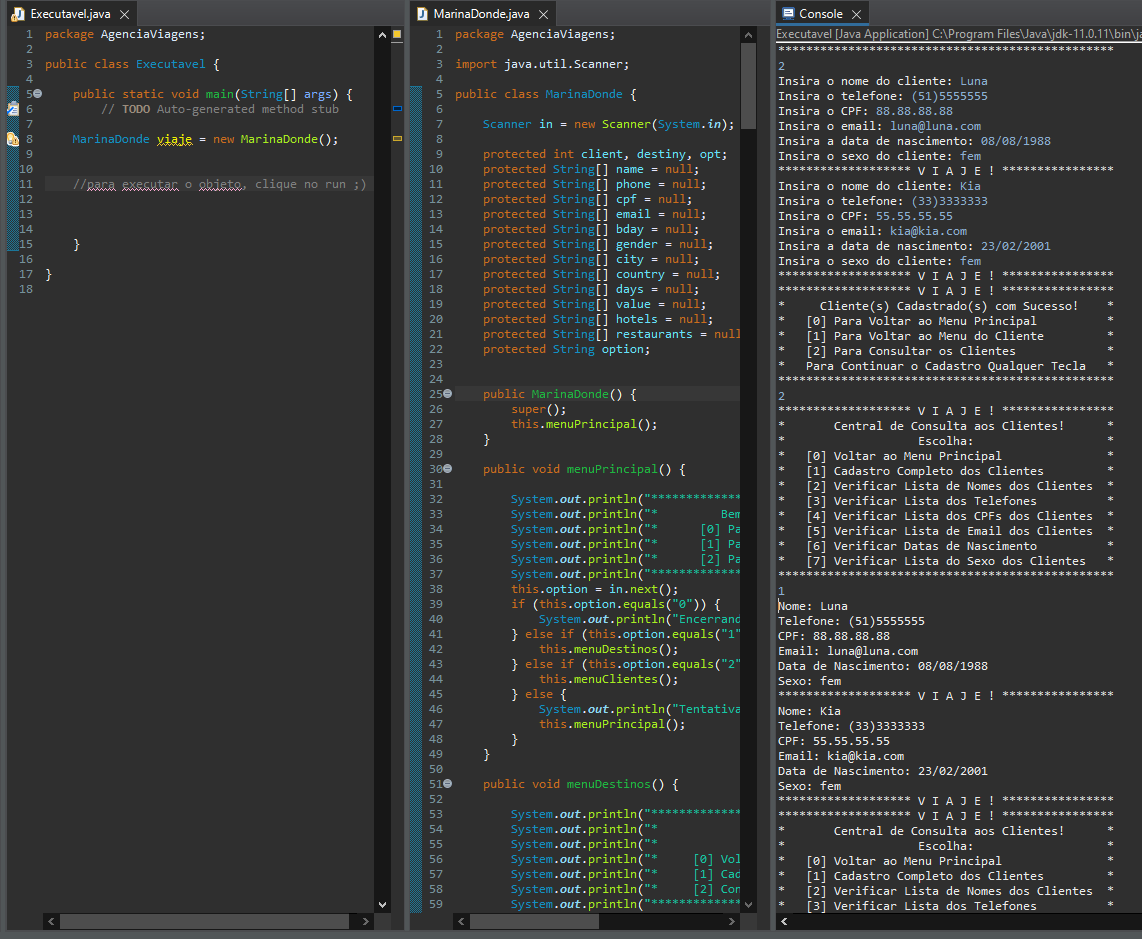 Executavel.java
1 package AgenciaViagens;
2
3 public class Executavel {
4
5 public static void main(String[] args) {
6 // TODO Auto-generated method stub
7
8 MarinaDonde viaje = new MarinaDonde();
9
10
11 //para executar o objeto, clique no run ;)
12
13
14
15 }
16
17 }
18
MarinaDonde.java
1 package AgenciaViagens;
2
3 import java.util.Scanner;
4
5 public class MarinaDonde {
6
7 Scanner in = new Scanner(System.in);
8
9 protected int client, destiny, opt;
10 protected String[] name = null;
11 protected String[] phone = null;
12 protected String[] cpf = null;
13 protected String[] email = null;
14 protected String[] bday = null;
15 protected String[] gender = null;
16 protected String[] city = null;
17 protected String[] country = null;
18 protected String[] days = null;
19 protected String[] value = null;
20 protected String[] hotels = null;
21 protected String[] restaurants = null
22 protected String option;
23
24
25 public MarinaDonde() {
26 super();
27 this.menuPrincipal();
28 }
29
30 public void menuPrincipal() {
31
32 System.out.println("**************
33 System.out.println("*         Bem
34 System.out.println("*      [0] Pa
35 System.out.println("*      [1] Pa
36 System.out.println("*      [2] Pa
37 System.out.println("**************
38 this.option = in.next();
39 if (this.option.equals("0")) {
40 System.out.println("Encerrand
41 } else if (this.option.equals("1"
42 this.menuDestinos();
43 } else if (this.option.equals("2"
44 this.menuClientes();
45 } else {
46 System.out.println("Tentativa
47 this.menuPrincipal();
48 }
49 }
50
51 public void menuDestinos() {
52
53 System.out.println("**************
54 System.out.println("*
55 System.out.println("*
56 System.out.println("*     [0] Vol
57 System.out.println("*     [1] Cad
58 System.out.println("*     [2] Con
59 System.out.println("**************
Console
Executavel [Java Application] C:\Program Files\Java\jdk-11.0.11\bin\ja
************************************************
2
Insira o nome do cliente: Luna
Insira o telefone: (51)5555555
Insira o CPF: 88.88.88.88
Insira o email: luna@luna.com
Insira a data de nascimento: 08/08/1988
Insira o sexo do cliente: fem
******************* V I A J E ! ****************
Insira o nome do cliente: Kia
Insira o telefone: (33)3333333
Insira o CPF: 55.55.55.55
Insira o email: kia@kia.com
Insira a data de nascimento: 23/02/2001
Insira o sexo do cliente: fem
******************* V I A J E ! ****************
******************* V I A J E ! ****************
*     Cliente(s) Cadastrado(s) com Sucesso!    *
*   [0] Para Voltar ao Menu Principal          *
*   [1] Para Voltar ao Menu do Cliente         *
*   [2] Para Consultar os Clientes             *
*   Para Continuar o Cadastro Qualquer Tecla   *
************************************************
2
******************* V I A J E ! ****************
*       Central de Consulta aos Clientes!      *
*                   Escolha:                   *
*   [0] Voltar ao Menu Principal               *
*   [1] Cadastro Completo dos Clientes         *
*   [2] Verificar Lista de Nomes dos Clientes  *
*   [3] Verificar Lista dos Telefones          *
*   [4] Verificar Lista dos CPFs dos Clientes  *
*   [5] Verificar Lista de Email dos Clientes  *
*   [6] Verificar Datas de Nascimento          *
*   [7] Verificar Lista do Sexo dos Clientes   *
************************************************
1
Nome: Luna
Telefone: (51)5555555
CPF: 88.88.88.88
Email: luna@luna.com
Data de Nascimento: 08/08/1988
Sexo: fem
******************* V I A J E ! ****************
Nome: Kia
Telefone: (33)3333333
CPF: 55.55.55.55
Email: kia@kia.com
Data de Nascimento: 23/02/2001
Sexo: fem
******************* V I A J E ! ****************
******************* V I A J E ! ****************
*       Central de Consulta aos Clientes!      *
*                   Escolha:                   *
*   [0] Voltar ao Menu Principal               *
*   [1] Cadastro Completo dos Clientes         *
*   [2] Verificar Lista de Nomes dos Clientes  *
*   [3] Verificar Lista dos Telefones          *